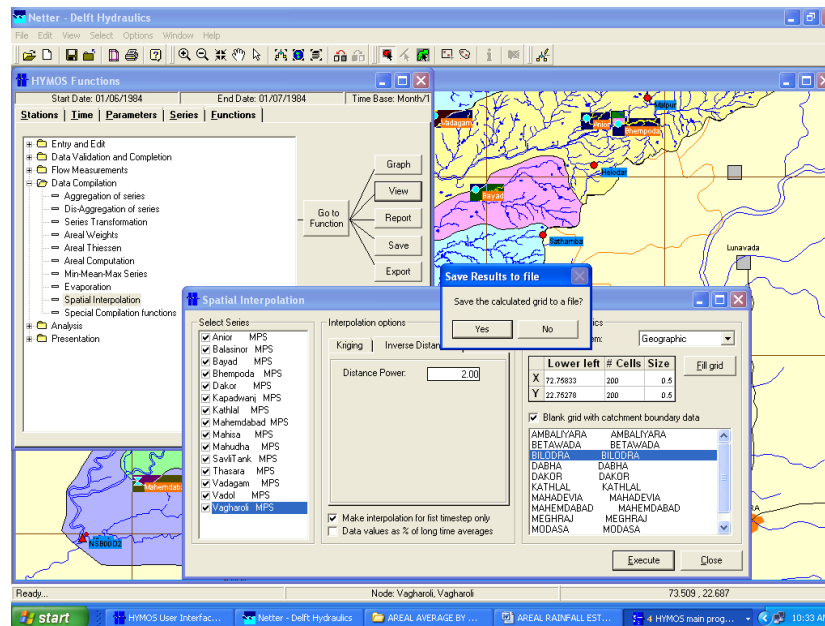 Netter - Delft Hydraulics
File Edit View Select Options Window Help
HYMOS Functions
Start Date: 01/06/1984 End Date: 01/07/1984 Time Base: Month/1
Stations Time Parameters Series Functions
Entry and Edit
Data Validation and Completion
Flow Measurements
Data Compilation
Aggregation of series
Dis-Aggregation of series
Series Transformation
Areal Weights
Areal Thiessen
Areal Computation
Min-Mean-Max Series
Evaporation
Spatial Interpolation
Special Compilation functions
Analysis
Presentation
Go to Function
Graph
View
Report
Save
Export
Malpur
Vadagam
Anior
Bhempoda
Helodar
Bayad
Sathamba
Lunavada
Mahemdaba
NSB00D2
RA
Save Results to file
Save the calculated grid to a file?
Yes No
Spatial Interpolation
Select Series
Anior MPS
Balasinor MPS
Bayad MPS
Bhempoda MPS
Dakor MPS
Kapadwanj MPS
Kathlal MPS
Mahemdabad MPS
Mahisa MPS
Mahudha MPS
SavliTank MPS
Thasara MPS
Vadagam MPS
Vadol MPS
Vagharoli MPS
Interpolation options
Kriging Inverse Distan
Distance Power: 2.00
Make interpolation for fist timestep only
Data values as % of long time averages
ics
em: Geographic
Lower left # Cells Size
X 72.75833 200 0.5
Y 22.75278 200 0.5
Fill grid
Blank grid with catchment boundary data
AMBALIYARA AMBALIYARA
BETAWADA BETAWADA
BILODRA BILODRA
DABHA DABHA
DAKOR DAKOR
KATHLAL KATHLAL
MAHADEVIA MAHADEVIA
MAHEMDABAD MAHEMDABAD
MEGHRAJ MEGHRAJ
MODASA MODASA
Execute Close
Ready... Node: Vagharoli, Vagharoli 73.509 , 22.687
start HYMOS User Interfac... Netter - Delft Hydraulics AREAL AVERAGE BY ... AREAL RAINFALL EST... 4 HYMOS main prog... 10:33 AM